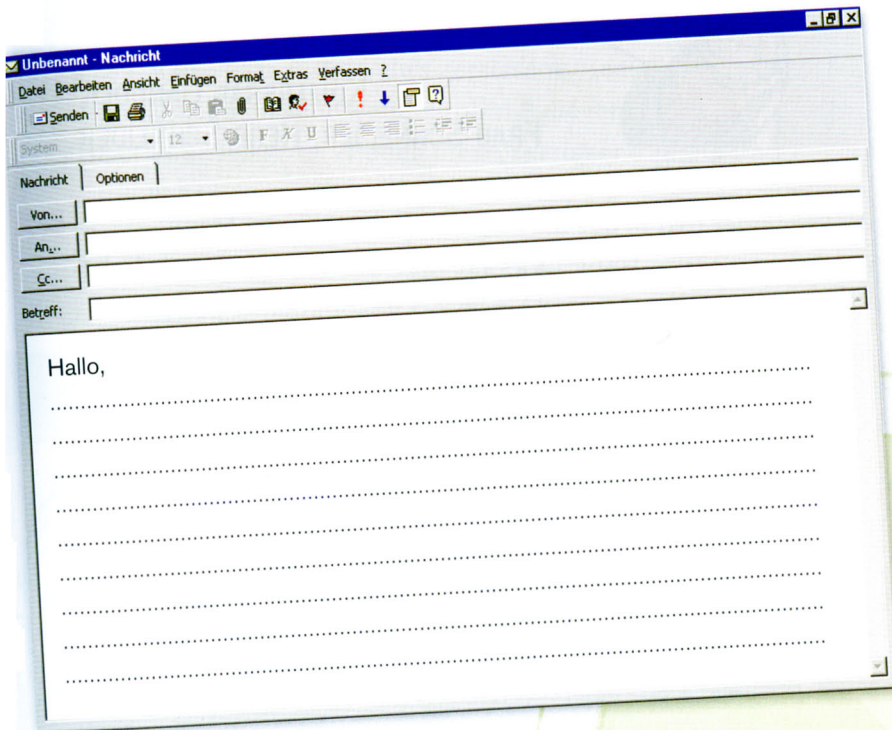 Unbenannt - Nachricht
Datei Bearbeiten Ansicht Einfügen Format Extras Verfassen ?
Senden
System 12 F K U
Nachricht Optionen
Von...
An...
Cc...
Betreff:
Hallo,